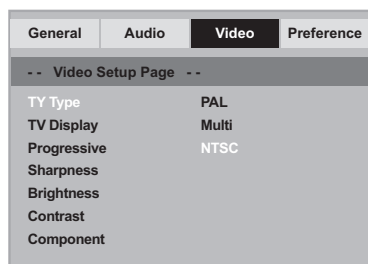 General Audio Video Preference
-- Video Setup Page --
TY Type PAL
TV Display Multi
Progressive NTSC
Sharpness
Brightness
Contrast
Component